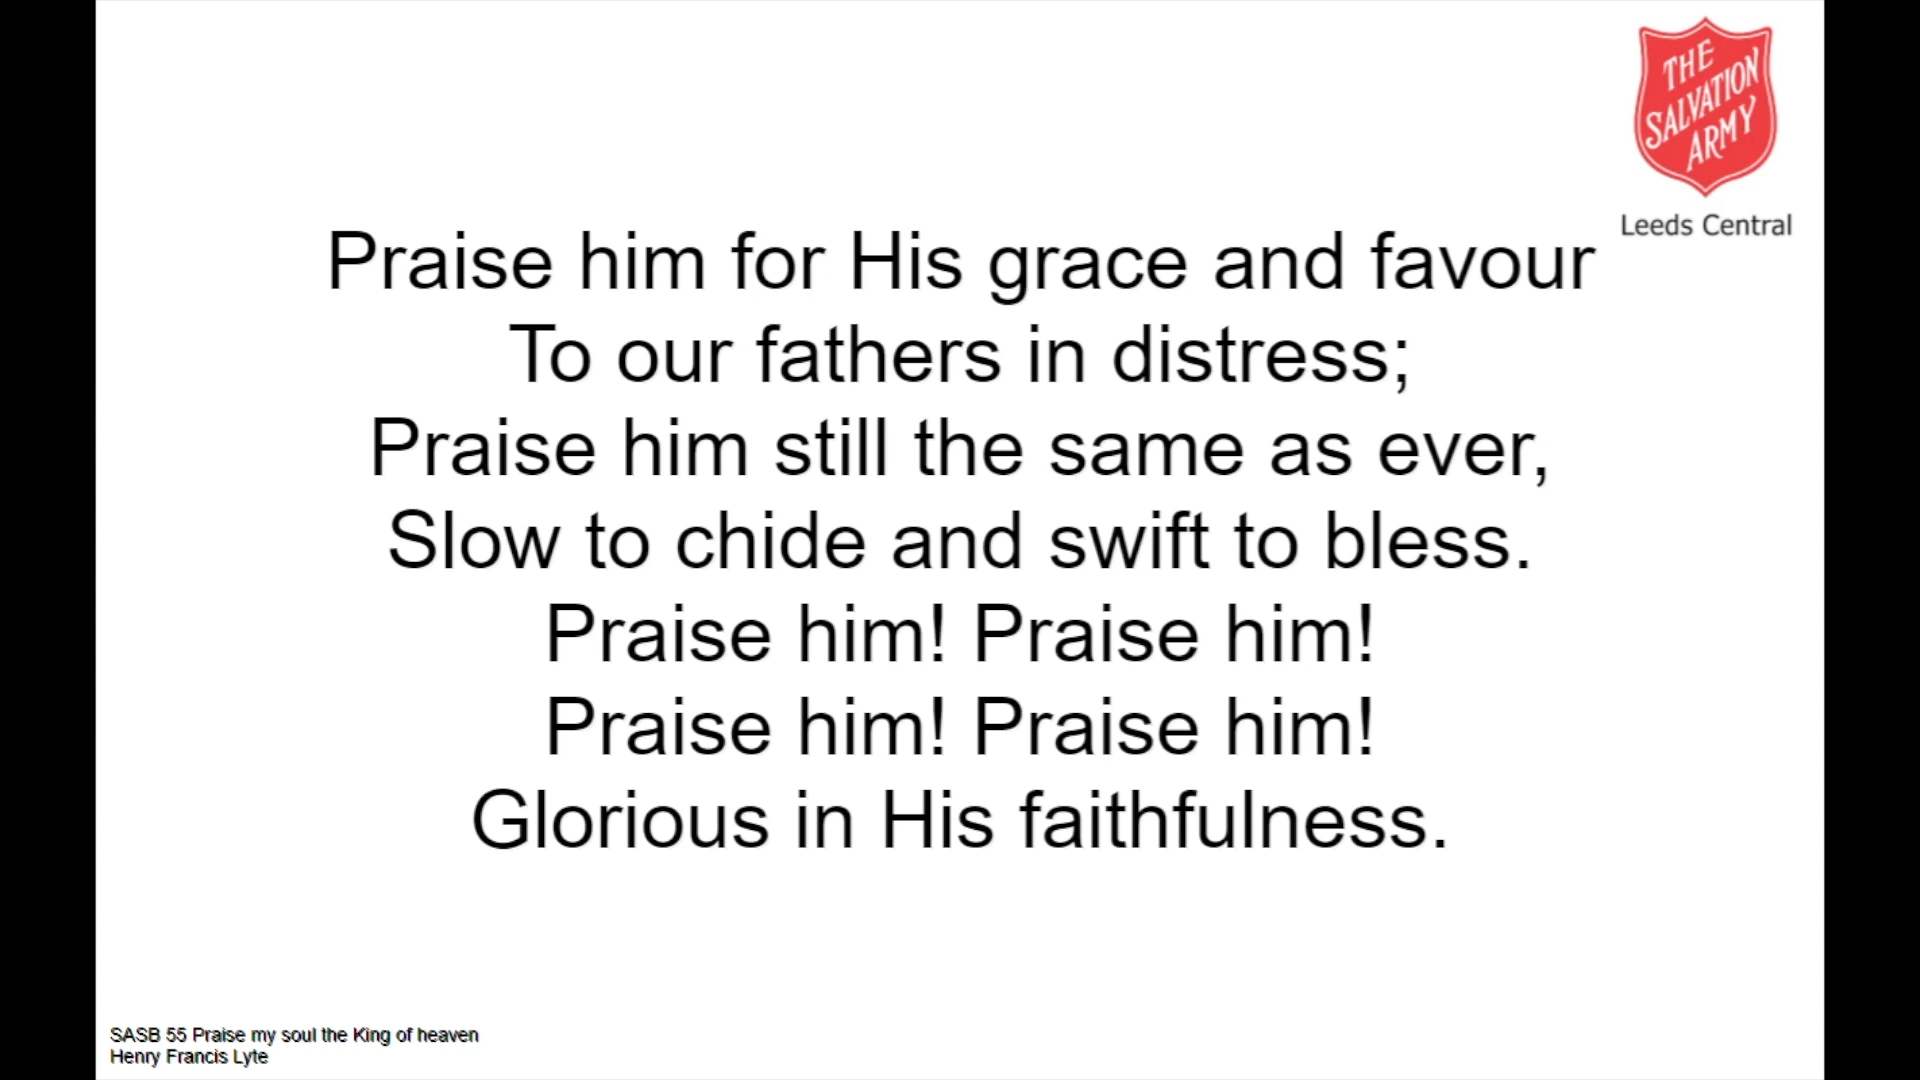 THE
SALVATION
ARMY
Leeds Central
Praise him for His grace and favour
To our fathers in distress;
Praise him still the same as ever,
Slow to chide and swift to bless.
Praise him! Praise him!
Praise him! Praise him!
Glorious in His faithfulness.
SASB 55 Praise my soul the King of heaven
Henry Francis Lyte